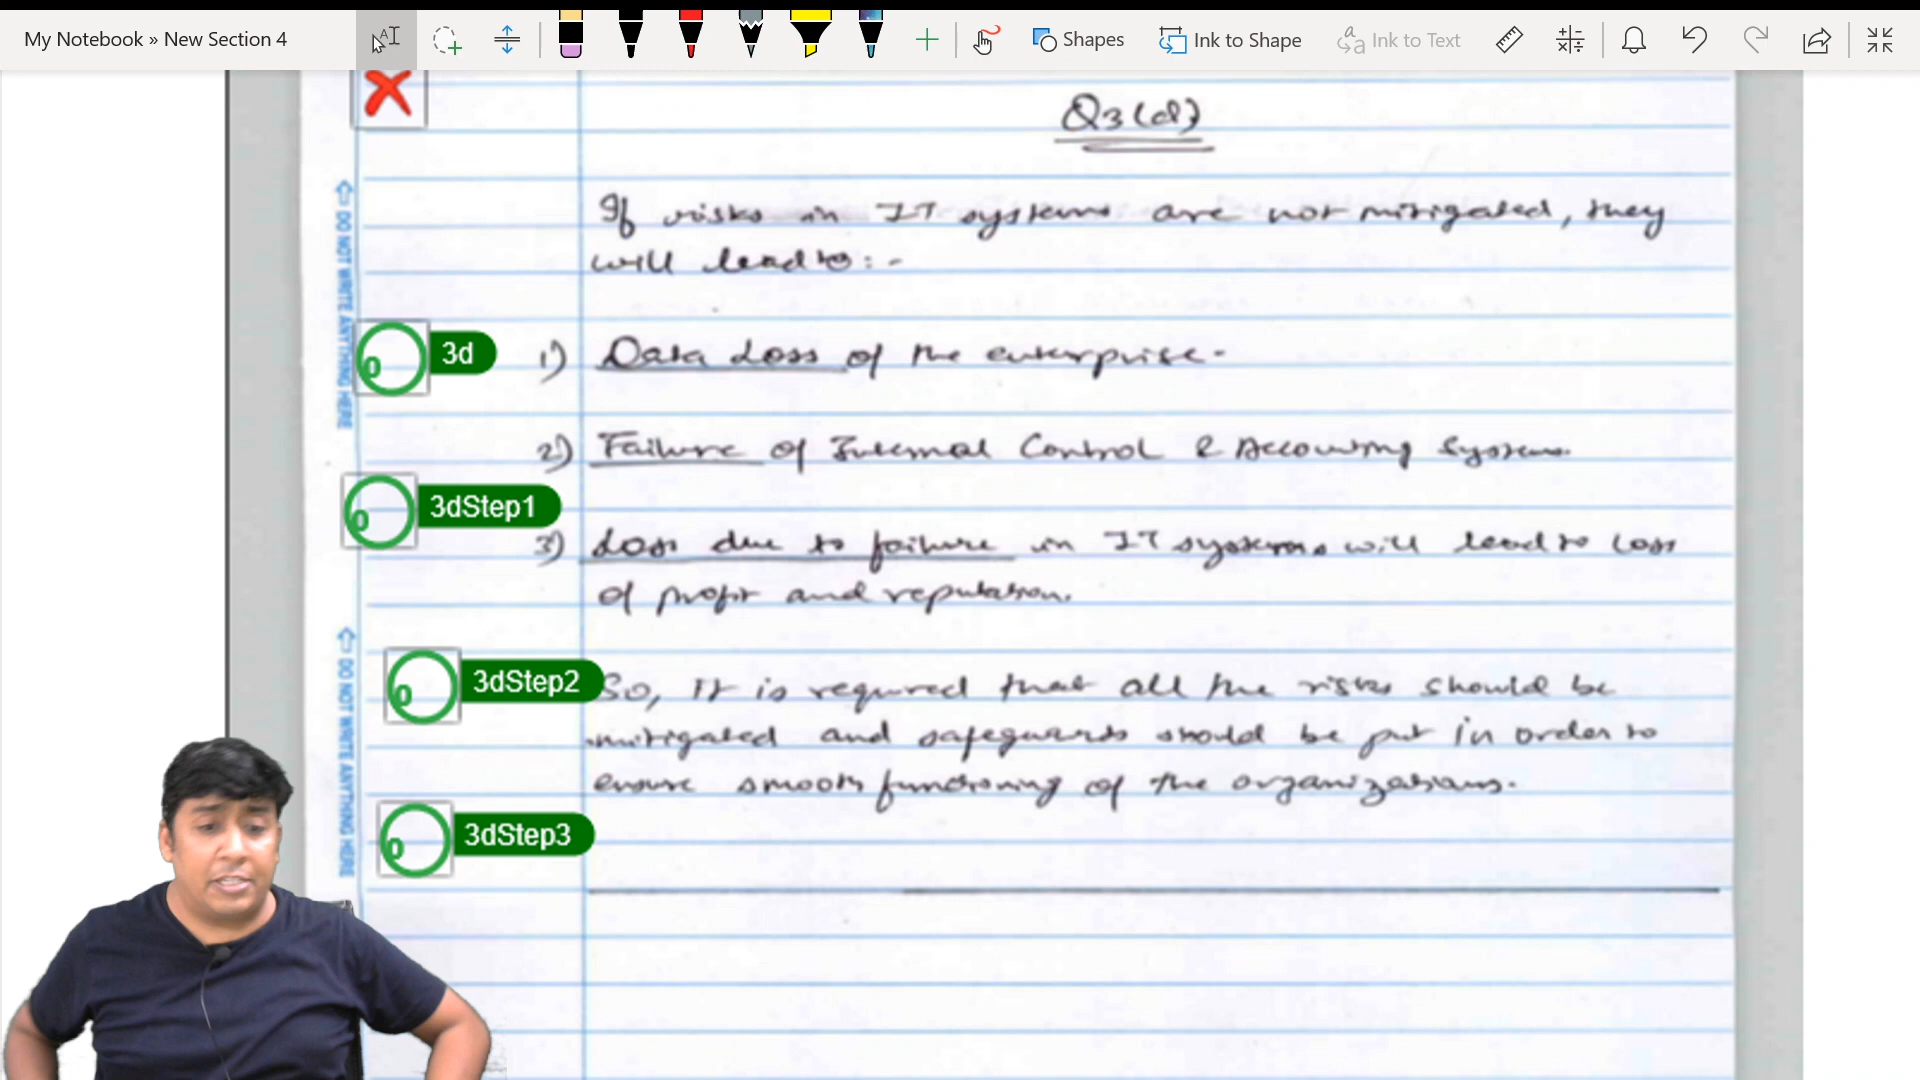 My Notebook » New Section 4
Shapes
Ink to Shape
Ink to Text
Q3(d)
If risks in IT systems are not mitigated, they
will lead to:-
0 3d 1) Data Loss of the enterprise.
2) Failure of Internal Control & Accounting Systems.
0 3dStep1
3) Loss due to failure in IT systems will lead to loss
of profit and reputation.
0 3dStep2 So, it is required that all the risks should be
mitigated and safeguards should be put in order to
ensure smooth functioning of the organizations.
0 3dStep3
DO NOT WRITE ANYTHING HERE
DO NOT WRITE ANYTHING HERE